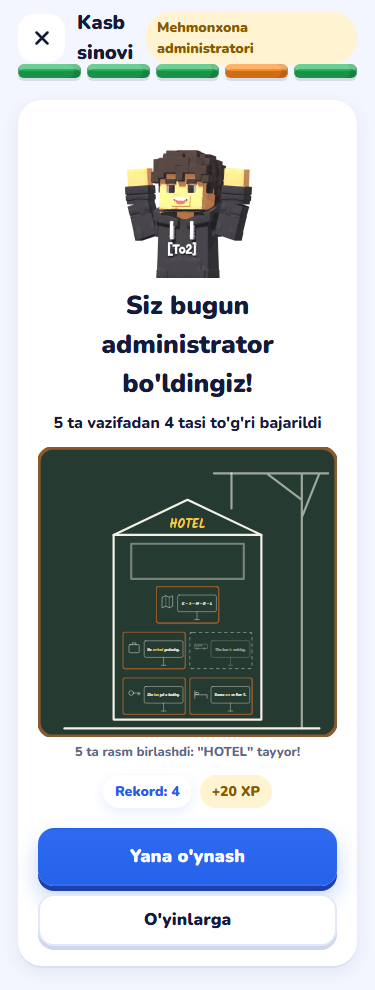 Kasb sinovi
Mehmonxona administratori
[To2]
Siz bugun
administrator
bo'ldingiz!
5 ta vazifadan 4 tasi to'g'ri bajarildi
HOTEL
5 ta rasm birlashdi: "HOTEL" tayyor!
Rekord: 4
+20 XP
Yana o'ynash
O'yinlarga